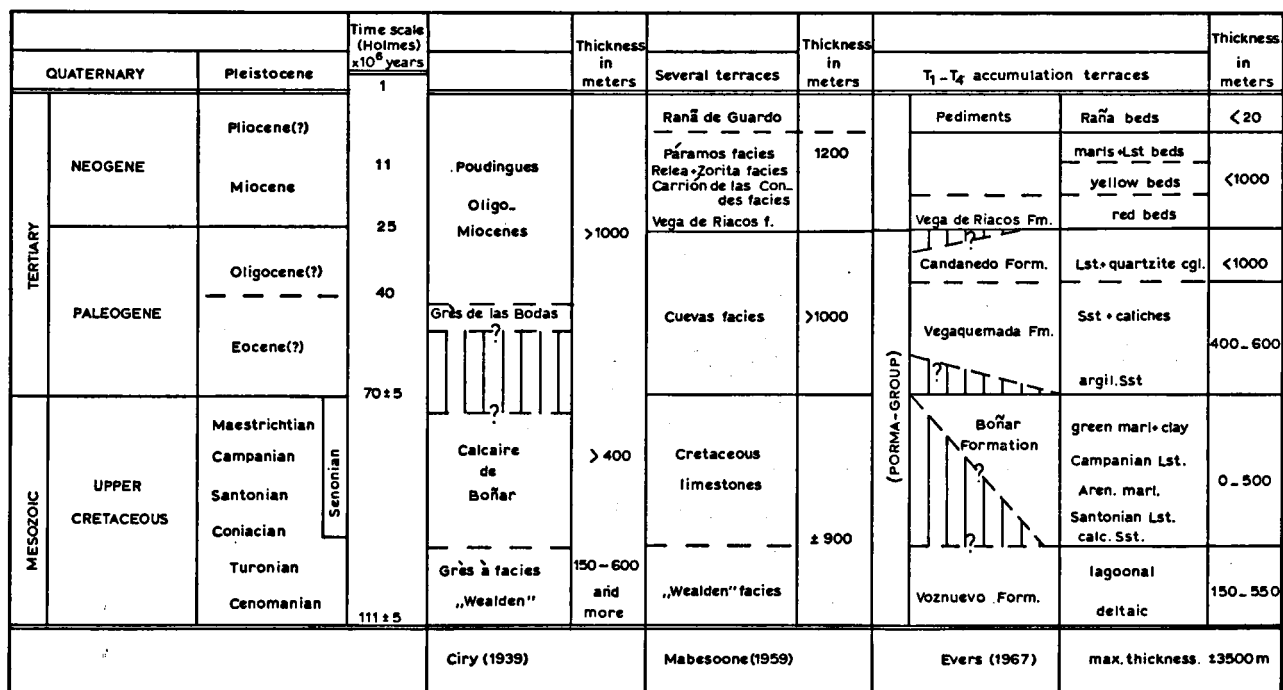 Time scale
(Holmes)
x10⁶ years
Thickness
in
meters
Thickness
in
meters
Thickness
in
meters
QUATERNARY
Pleistocene
Several terraces
T₁-T₄ accumulation terraces
1
TERTIARY
NEOGENE
Pliocene(?)
Miocene
11
25
Poudingues
Oligo-
Miocenes
>1000
Ranã de Guardo
Páramos facies
Relea+Zorita facies
Carrión de las Con-
des facies
Vega de Riacos f.
1200
Pediments
Raña beds
<20
marls+Lst beds
yellow beds
<1000
Vega de Riacos Fm.
red beds
?
PALEOGENE
Oligocene(?)
40
Eocene(?)
70±5
Grès de las Bodas
?
?
Cuevas facies
>1000
(PORMA-GROUP)
Candanedo Form.
Lst+quartzite cgl.
<1000
Vegaquemada Fm.
Sst+caliches
400-600
?
argil.Sst
MESOZOIC
UPPER
CRETACEOUS
Maestrichtian
Campanian
Santonian
Coniacian
Senonian
Turonian
Cenomanian
111±5
Calcaire
de
Boñar
>400
Cretaceous
limestones
±900
Boñar
Formation
?
?
green marl+clay
Campanian Lst.
Aren. marl.
Santonian Lst.
calc. Sst.
0-500
Grès à facies
„Wealden"
150-600
and
more
„Wealden" facies
Voznuevo Form.
lagoonal
deltaic
150-550
Ciry (1939)
Mabesoone(1959)
Evers (1967)
max. thickness. ±3500m